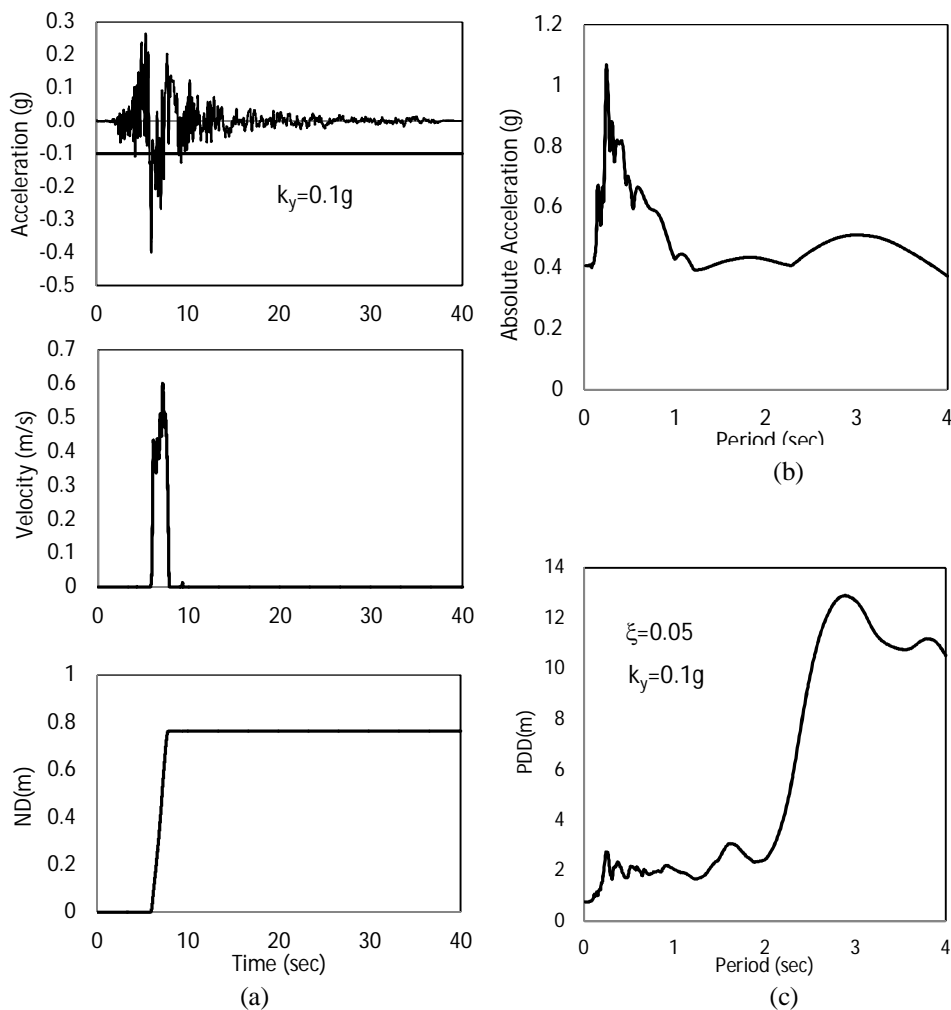 0.3
0.2
0.1
0.0
-0.1
-0.2
-0.3
-0.4
-0.5
Acceleration (g)
ky=0.1g
0 10 20 30 40
0.7
0.6
0.5
0.4
0.3
0.2
0.1
0
Velocity (m/s)
0 10 20 30 40
1
0.8
0.6
0.4
0.2
0
ND(m)
0 10 20 30 40
Time (sec)
(a)
1.2
1
0.8
0.6
0.4
0.2
0
Absolute Acceleration (g)
0 1 2 3 4
Period (sec)
(b)
14
12
10
8
6
4
2
0
PDD(m)
ξ=0.05
ky=0.1g
0 1 2 3 4
Period (sec)
(c)